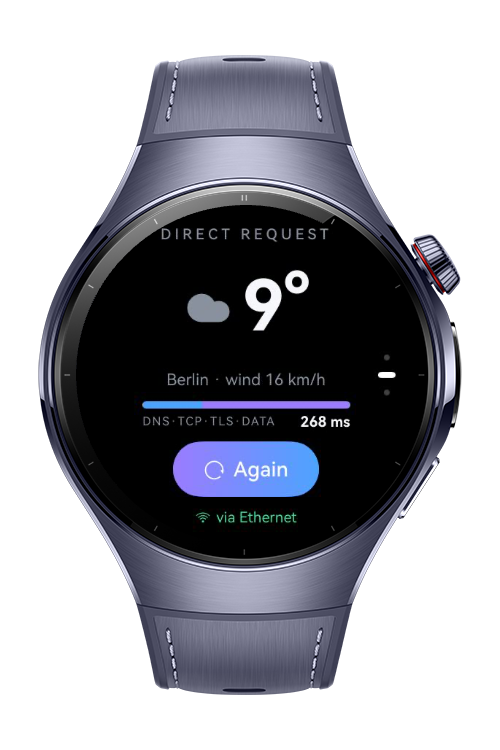 DIRECT REQUEST
9°
Berlin · wind 16 km/h
DNS·TCP·TLS·DATA 268 ms
Again
via Ethernet